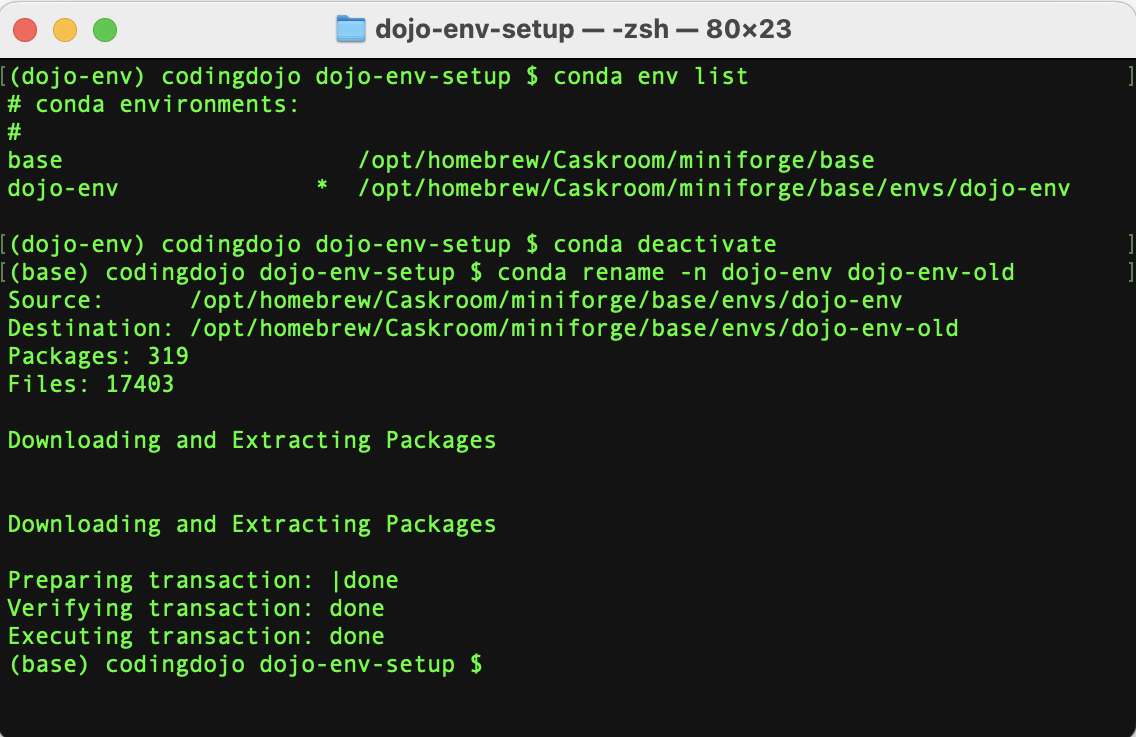 dojo-env-setup — -zsh — 80×23
[(dojo-env) codingdojo dojo-env-setup $ conda env list ]
# conda environments:
#
base                     /opt/homebrew/Caskroom/miniforge/base
dojo-env              *  /opt/homebrew/Caskroom/miniforge/base/envs/dojo-env
[(dojo-env) codingdojo dojo-env-setup $ conda deactivate ]
[(base) codingdojo dojo-env-setup $ conda rename -n dojo-env dojo-env-old ]
Source:      /opt/homebrew/Caskroom/miniforge/base/envs/dojo-env
Destination: /opt/homebrew/Caskroom/miniforge/base/envs/dojo-env-old
Packages: 319
Files: 17403
Downloading and Extracting Packages
Downloading and Extracting Packages
Preparing transaction: |done
Verifying transaction: done
Executing transaction: done
(base) codingdojo dojo-env-setup $